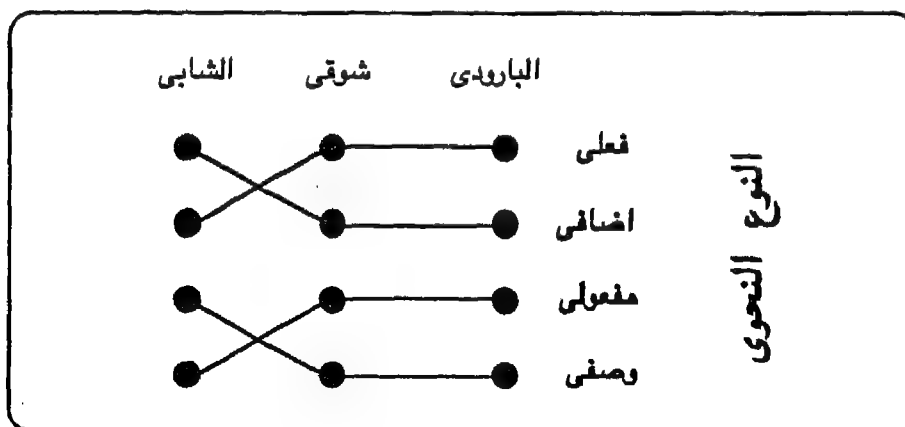 البارودى شوقى الشابى
فعلى
اضافى
مفعولى
وصفى
النوع النحوى